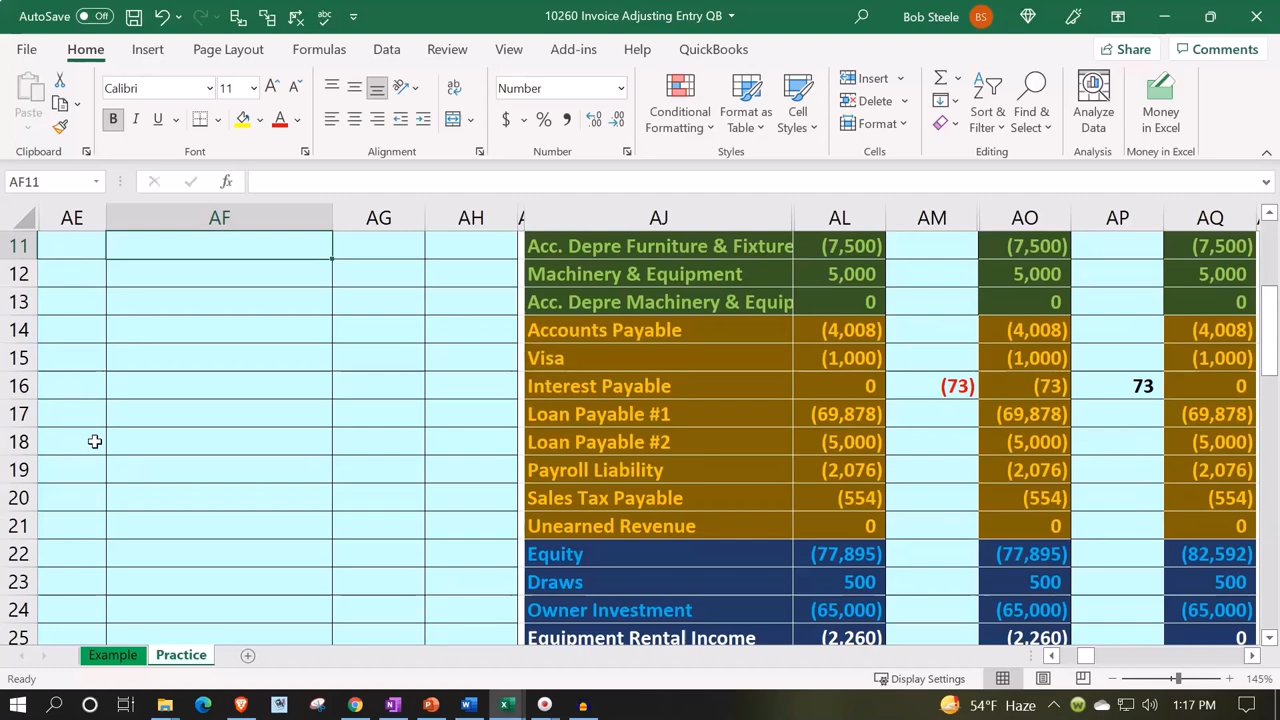 AutoSave Off 10260 Invoice Adjusting Entry QB Bob Steele BS
File Home Insert Page Layout Formulas Data Review View Add-ins Help QuickBooks Share Comments
Paste Calibri 11 Number Insert
B I U A $ % Conditional Formatting Format as Table Cell Styles Delete Format Sort & Filter Find & Select Analyze Data Money in Excel
Clipboard Font Alignment Number Styles Cells Editing Analysis Money in Excel
AF11 fx
AE AF AG AH AJ AL AM AO AP AQ
11 Acc. Depre Furniture & Fixture (7,500) (7,500) (7,500)
12 Machinery & Equipment 5,000 5,000 5,000
13 Acc. Depre Machinery & Equip 0 0 0
14 Accounts Payable (4,008) (4,008) (4,008)
15 Visa (1,000) (1,000) (1,000)
16 Interest Payable 0 (73) (73) 73 0
17 Loan Payable #1 (69,878) (69,878) (69,878)
18 Loan Payable #2 (5,000) (5,000) (5,000)
19 Payroll Liability (2,076) (2,076) (2,076)
20 Sales Tax Payable (554) (554) (554)
21 Unearned Revenue 0 0 0
22 Equity (77,895) (77,895) (82,592)
23 Draws 500 500 500
24 Owner Investment (65,000) (65,000) (65,000)
25 Equipment Rental Income (2,260) (2,260) 0
Example Practice
Ready Display Settings 145%
54°F Haze 1:17 PM